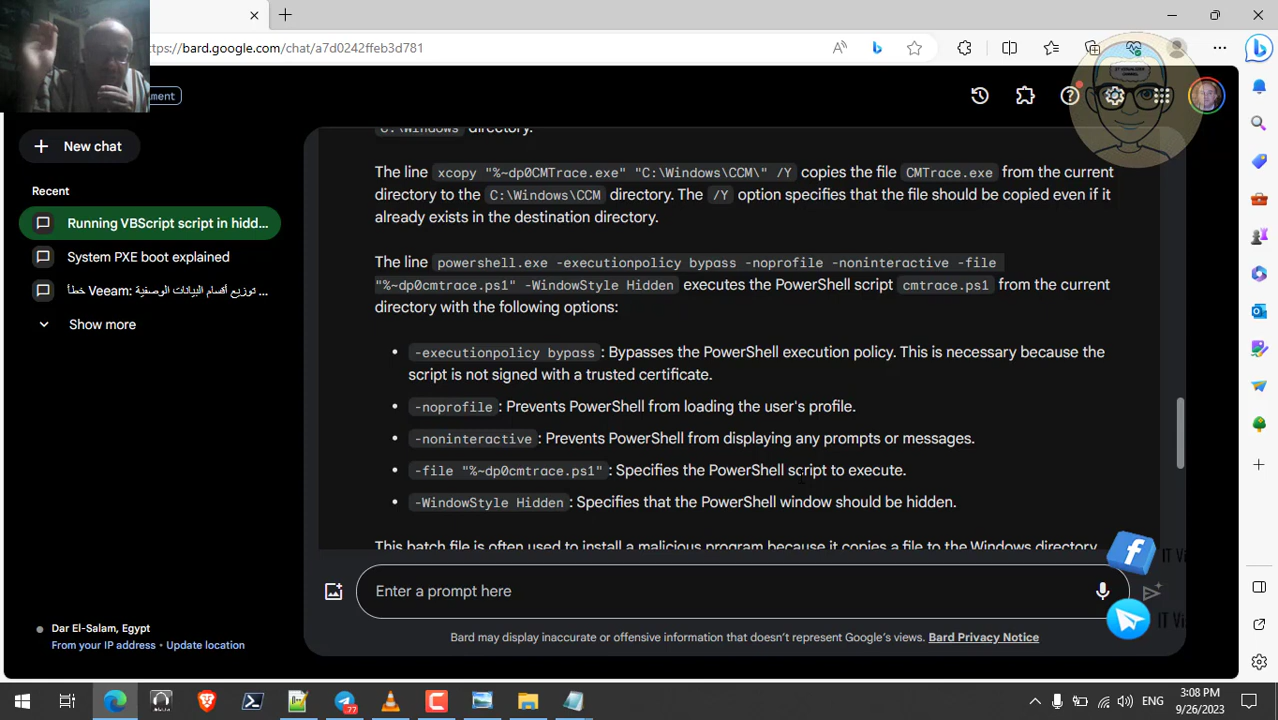 ttps://bard.google.com/chat/a7d0242ffeb3d781
ment
New chat
Recent
Running VBScript script in hidd...
System PXE boot explained
خطأ Veeam: توزيع أقسام البيانات الوصفية ...
Show more
C:\Windows directory.
The line xcopy "%~dp0CMTrace.exe" "C:\Windows\CCM\" /Y copies the file CMTrace.exe from the current
directory to the C:\Windows\CCM directory. The /Y option specifies that the file should be copied even if it
already exists in the destination directory.
The line powershell.exe -executionpolicy bypass -noprofile -noninteractive -file
"%~dp0cmtrace.ps1" -WindowStyle Hidden executes the PowerShell script cmtrace.ps1 from the current
directory with the following options:
• -executionpolicy bypass: Bypasses the PowerShell execution policy. This is necessary because the
script is not signed with a trusted certificate.
• -noprofile: Prevents PowerShell from loading the user's profile.
• -noninteractive: Prevents PowerShell from displaying any prompts or messages.
• -file "%~dp0cmtrace.ps1": Specifies the PowerShell script to execute.
• -WindowStyle Hidden: Specifies that the PowerShell window should be hidden.
This batch file is often used to install a malicious program because it copies a file to the Windows directory
IT Vi
Enter a prompt here
IT Vi
Dar El-Salam, Egypt
From your IP address • Update location
Bard may display inaccurate or offensive information that doesn't represent Google's views. Bard Privacy Notice
77
ENG
3:08 PM
9/26/2023